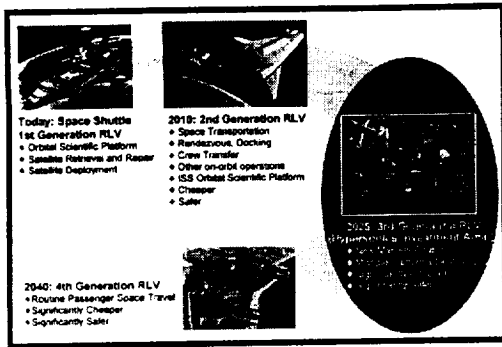 Today: Space Shuttle
1st Generation RLV
Orbital Scientific Platform
Satellite Retrieval and Repair
Satellite Deployment
2010: 2nd Generation RLV
Space Transportation
Rendezvous, Docking
Crew Transfer
Other on-orbit operations
ISS Orbital Scientific Platform
Cheaper
Safer
2025: 3rd Generation RLV
2040: 4th Generation RLV
Routine Passenger Space Travel
Significantly Cheaper
Significantly Safer